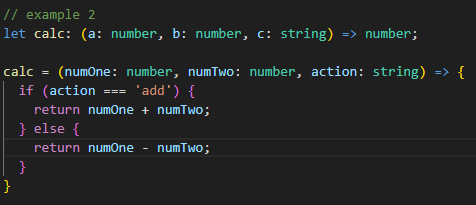 // example 2
let calc: (a: number, b: number, c: string) => number;

calc = (numOne: number, numTwo: number, action: string) => {
  if (action === 'add') {
    return numOne + numTwo;
  } else {
    return numOne - numTwo;
  }
}